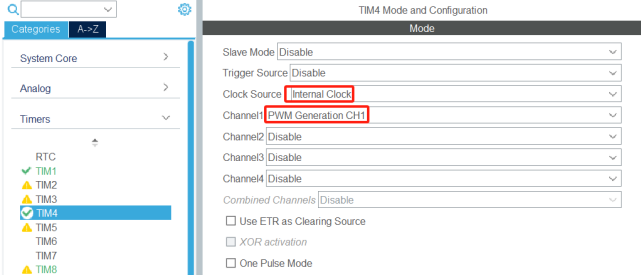 TIM4 Mode and Configuration
Categories A->Z
Mode
System Core
Analog
Timers
RTC
TIM1
TIM2
TIM3
TIM4
TIM5
TIM6
TIM7
TIM8
Slave Mode Disable
Trigger Source Disable
Clock Source Internal Clock
Channel1 PWM Generation CH1
Channel2 Disable
Channel3 Disable
Channel4 Disable
Combined Channels Disable
Use ETR as Clearing Source
XOR activation
One Pulse Mode